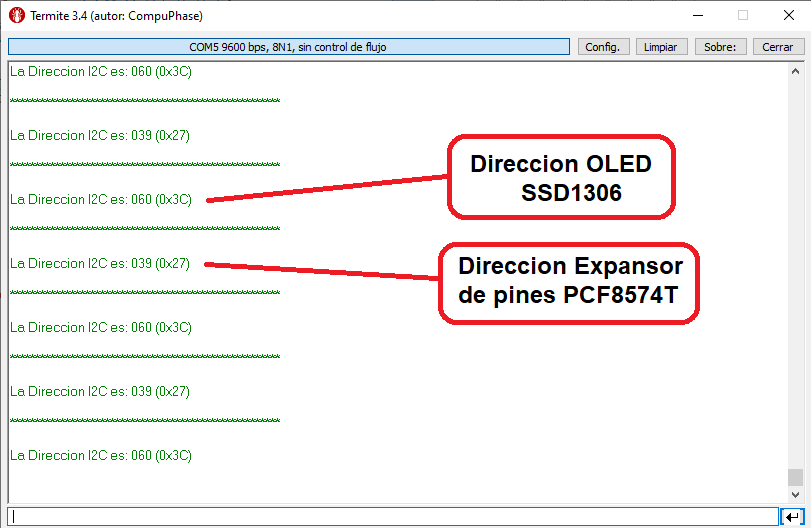 Termite 3.4 (autor: CompuPhase)
COM5 9600 bps, 8N1, sin control de flujo
Config.
Limpiar
Sobre:
Cerrar
La Direccion I2C es: 060 (0x3C)
************************************************************
La Direccion I2C es: 039 (0x27)
************************************************************
La Direccion I2C es: 060 (0x3C)
************************************************************
La Direccion I2C es: 039 (0x27)
************************************************************
La Direccion I2C es: 060 (0x3C)
************************************************************
La Direccion I2C es: 039 (0x27)
************************************************************
La Direccion I2C es: 060 (0x3C)
Direccion OLED
SSD1306
Direccion Expansor
de pines PCF8574T